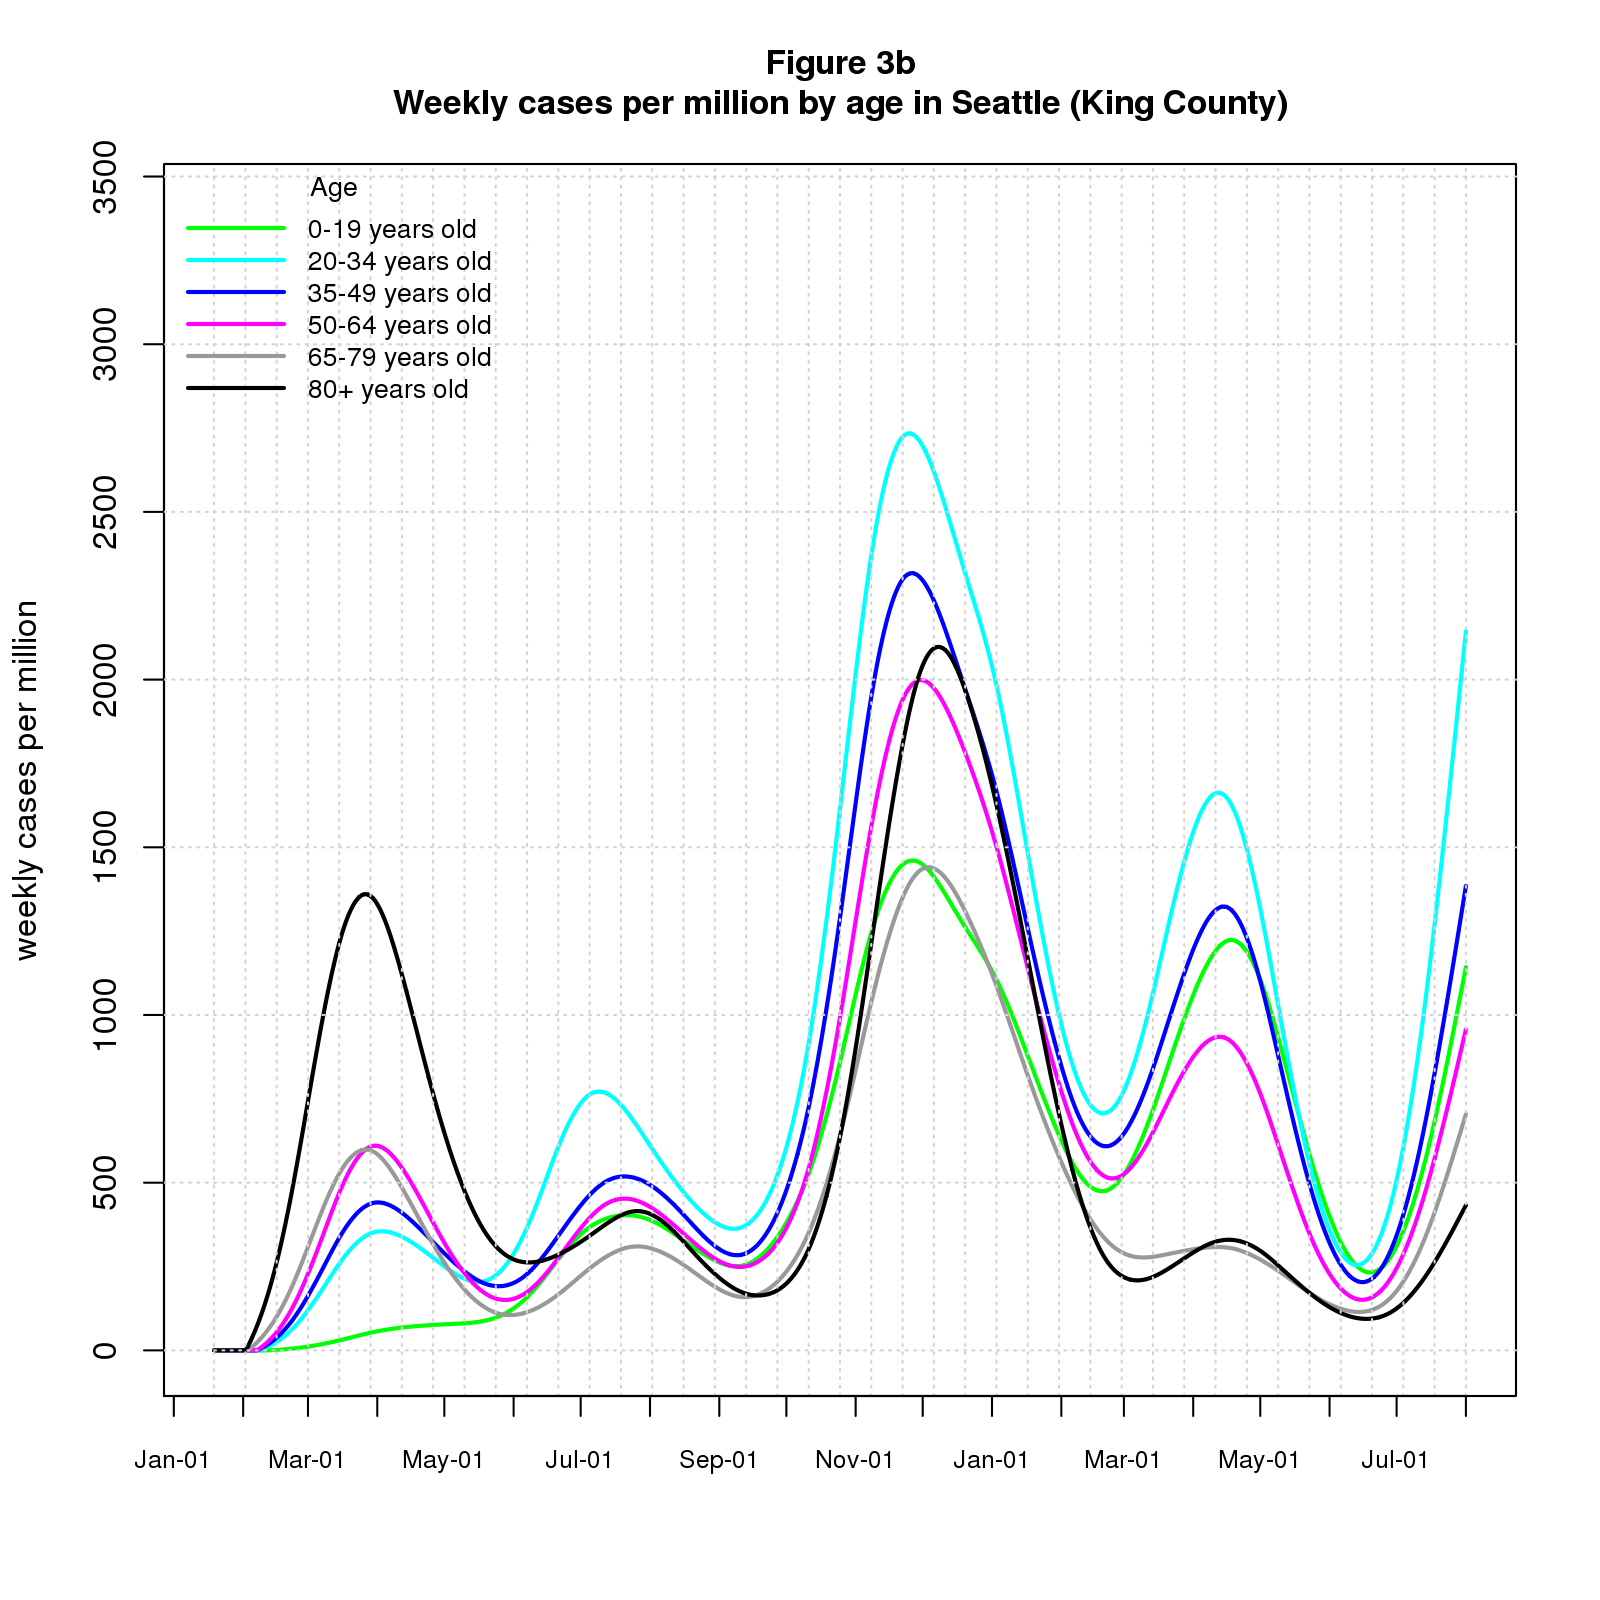 Figure 3b
Weekly cases per million by age in Seattle (King County)
weekly cases per million
3500
3000
2500
2000
1500
1000
500
0
Age
0-19 years old
20-34 years old
35-49 years old
50-64 years old
65-79 years old
80+ years old
Jan-01 Mar-01 May-01 Jul-01 Sep-01 Nov-01 Jan-01 Mar-01 May-01 Jul-01